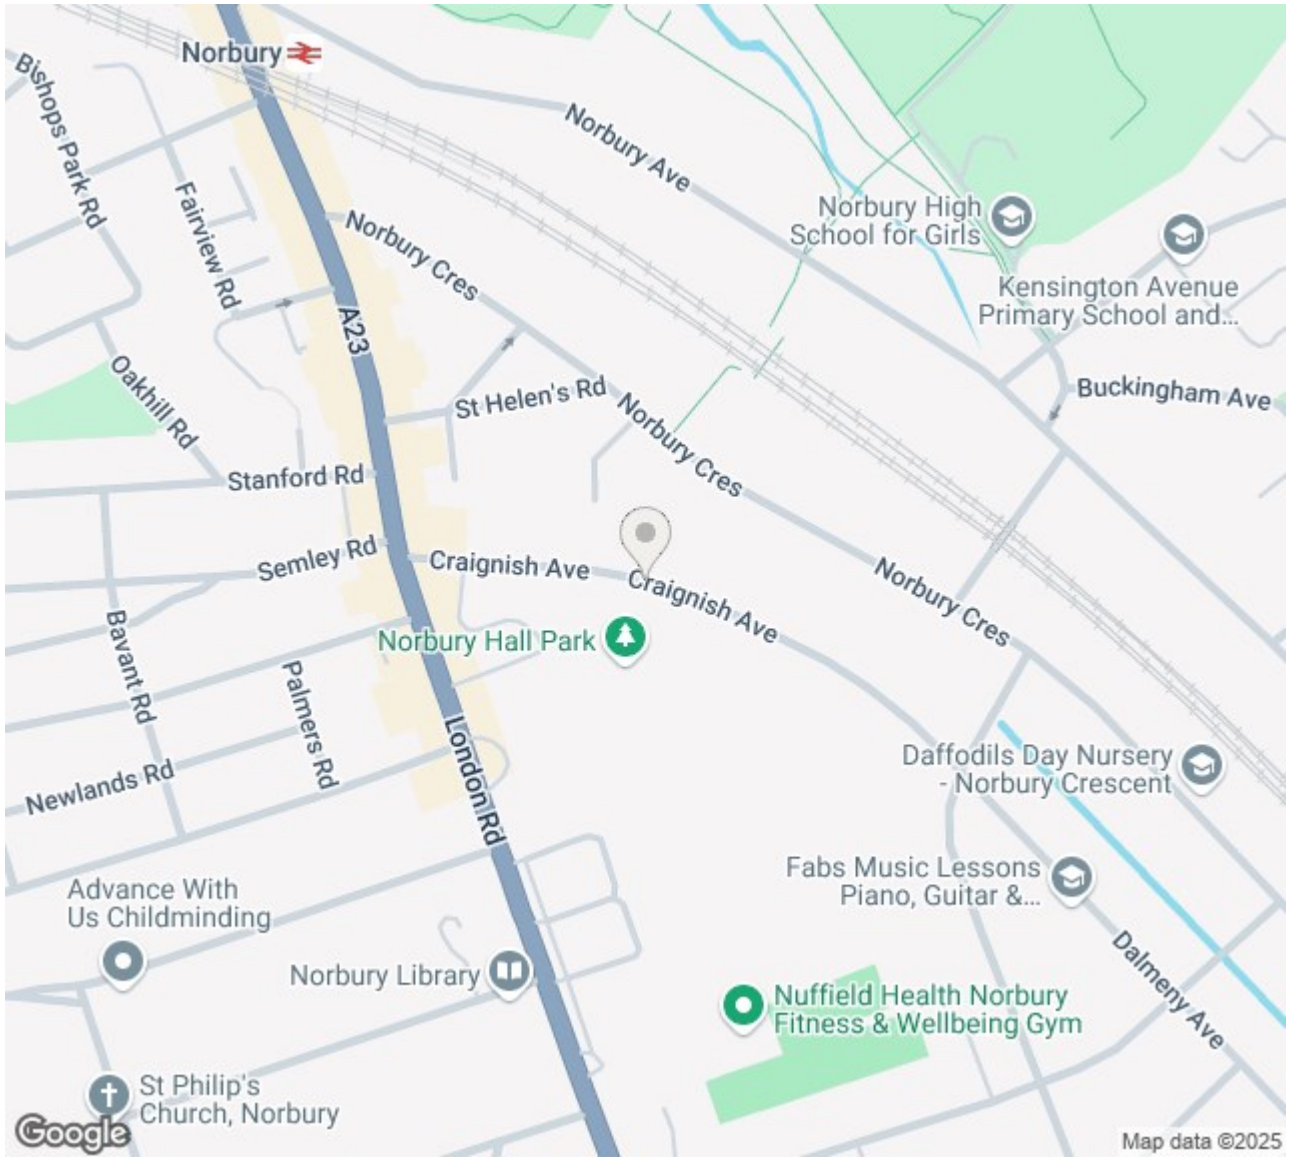 Norbury
Bishops Park Rd
Norbury Ave
Fairview Rd
Norbury High
School for Girls
Norbury Cres
Kensington Avenue
Primary School and...
A23
Oakhill Rd
St Helen's Rd
Buckingham Ave
Norbury Cres
Stanford Rd
Semley Rd
Craignish Ave
Craignish Ave
Norbury Cres
Bavant Rd
Norbury Hall Park
Palmers Rd
London Rd
Newlands Rd
Daffodils Day Nursery
- Norbury Crescent
Fabs Music Lessons
Piano, Guitar &...
Advance With
Us Childminding
Dalmeny Ave
Norbury Library
Nuffield Health Norbury
Fitness & Wellbeing Gym
St Philip's
Church, Norbury
Google
Map data ©2025